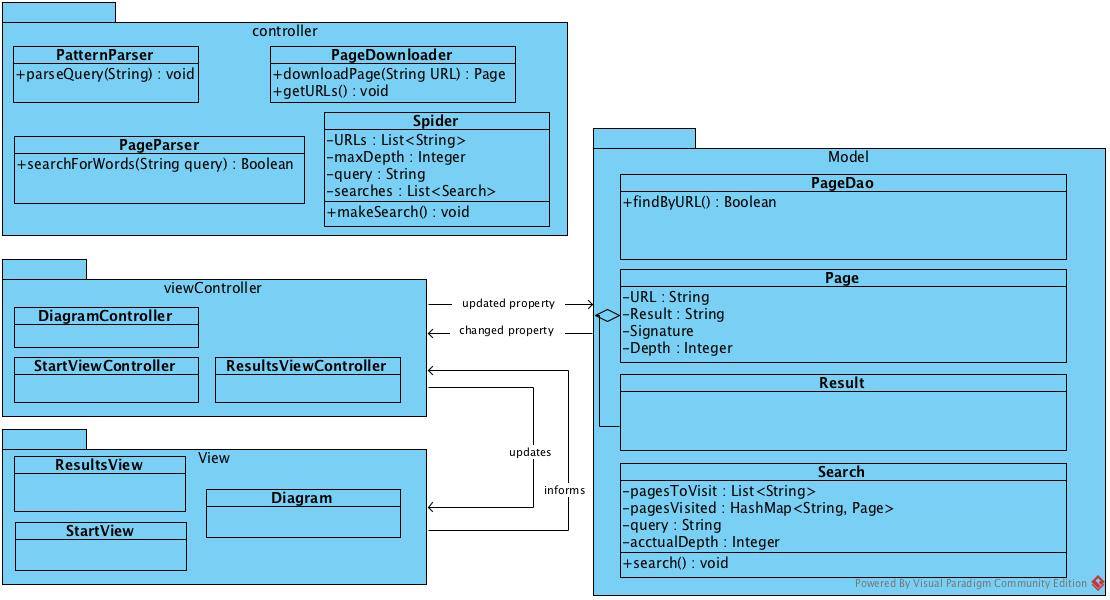 controller
PatternParser
+parseQuery(String) : void
PageDownloader
+downloadPage(String URL) : Page
+getURLs() : void
PageParser
+searchForWords(String query) : Boolean
Spider
-URLs : List<String>
-maxDepth : Integer
-query : String
-searches : List<Search>
+makeSearch() : void
viewController
DiagramController
StartViewController
ResultsViewController
View
ResultsView
Diagram
StartView
updated property
changed property
updates
informs
Model
PageDao
+findByURL() : Boolean
Page
-URL : String
-Result : String
-Signature
-Depth : Integer
Result
Search
-pagesToVisit : List<String>
-pagesVisited : HashMap<String, Page>
-query : String
-acctualDepth : Integer
+search() : void
Powered By Visual Paradigm Community Edition